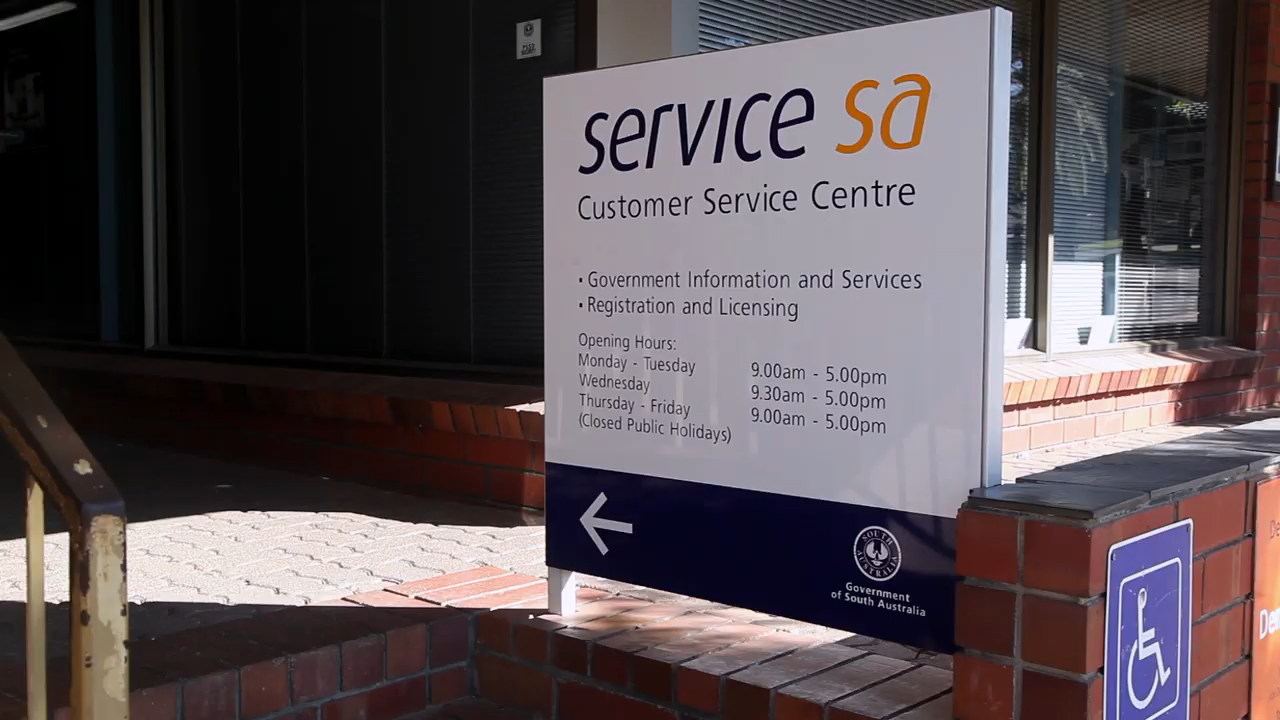 service sa
Customer Service Centre
· Government Information and Services
· Registration and Licensing
Opening Hours:
Monday - Tuesday 9.00am - 5.00pm
Wednesday 9.30am - 5.00pm
Thursday - Friday 9.00am - 5.00pm
(Closed Public Holidays)
SOUTH AUSTRALIA
Government
of South Australia